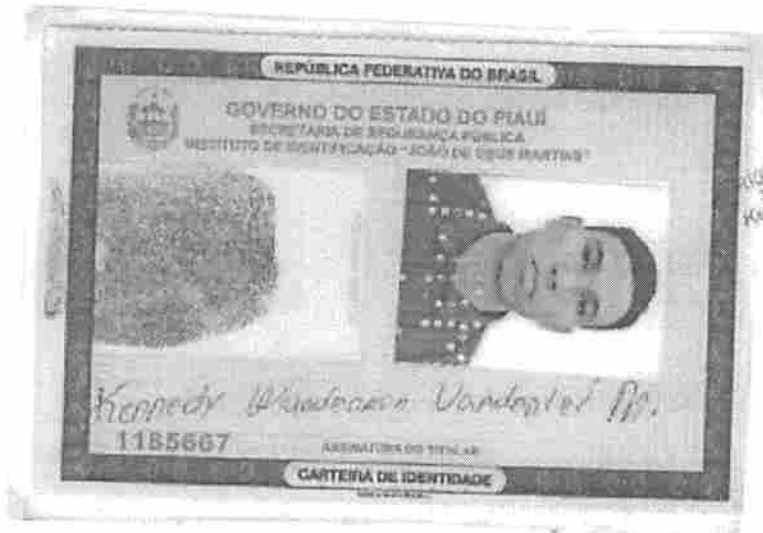 REPÚBLICA FEDERATIVA DO BRASIL
GOVERNO DO ESTADO DO PIAUÍ
SECRETARIA DE SEGURANÇA PÚBLICA
INSTITUTO DE IDENTIFICAÇÃO "JOÃO DE DEUS MARTINS"
Kennedy Vanderlei M.
1185667
ASSINATURA DO TITULAR
CARTEIRA DE IDENTIDADE